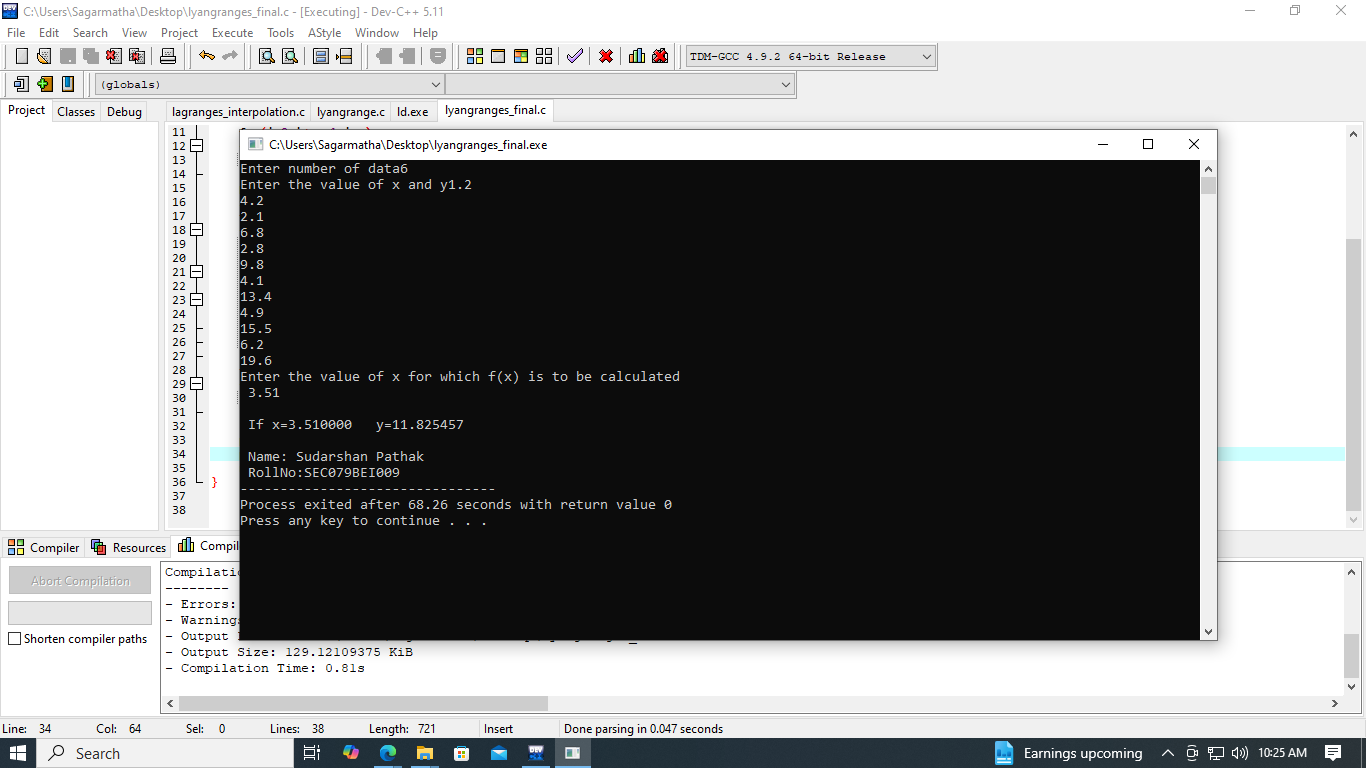 C:\Users\Sagarmatha\Desktop\lyangranges_final.c - [Executing] - Dev-C++ 5.11
File Edit Search View Project Execute Tools AStyle Window Help
TDM-GCC 4.9.2 64-bit Release
(globals)
Project Classes Debug
lagranges_interpolation.c lyangrange.c ld.exe lyangranges_final.c
11
12
13
14
15
16
17
18
19
20
21
22
23
24
25
26
27
28
29
30
31
32
33
34
35
36 }
37
38
C:\Users\Sagarmatha\Desktop\lyangranges_final.exe
Enter number of data6
Enter the value of x and y1.2
4.2
2.1
6.8
2.8
9.8
4.1
13.4
4.9
15.5
6.2
19.6
Enter the value of x for which f(x) is to be calculated
3.51
If x=3.510000 y=11.825457
Name: Sudarshan Pathak
RollNo:SEC079BEI009
--------------------------------
Process exited after 68.26 seconds with return value 0
Press any key to continue . . .
Compiler Resources Compil
Abort Compilation
Shorten compiler paths
Compilatio
--------
- Errors:
- Warnings
- Output
- Output Size: 129.12109375 KiB
- Compilation Time: 0.81s
Line: 34 Col: 64 Sel: 0 Lines: 38 Length: 721 Insert Done parsing in 0.047 seconds
Search
Earnings upcoming
10:25 AM